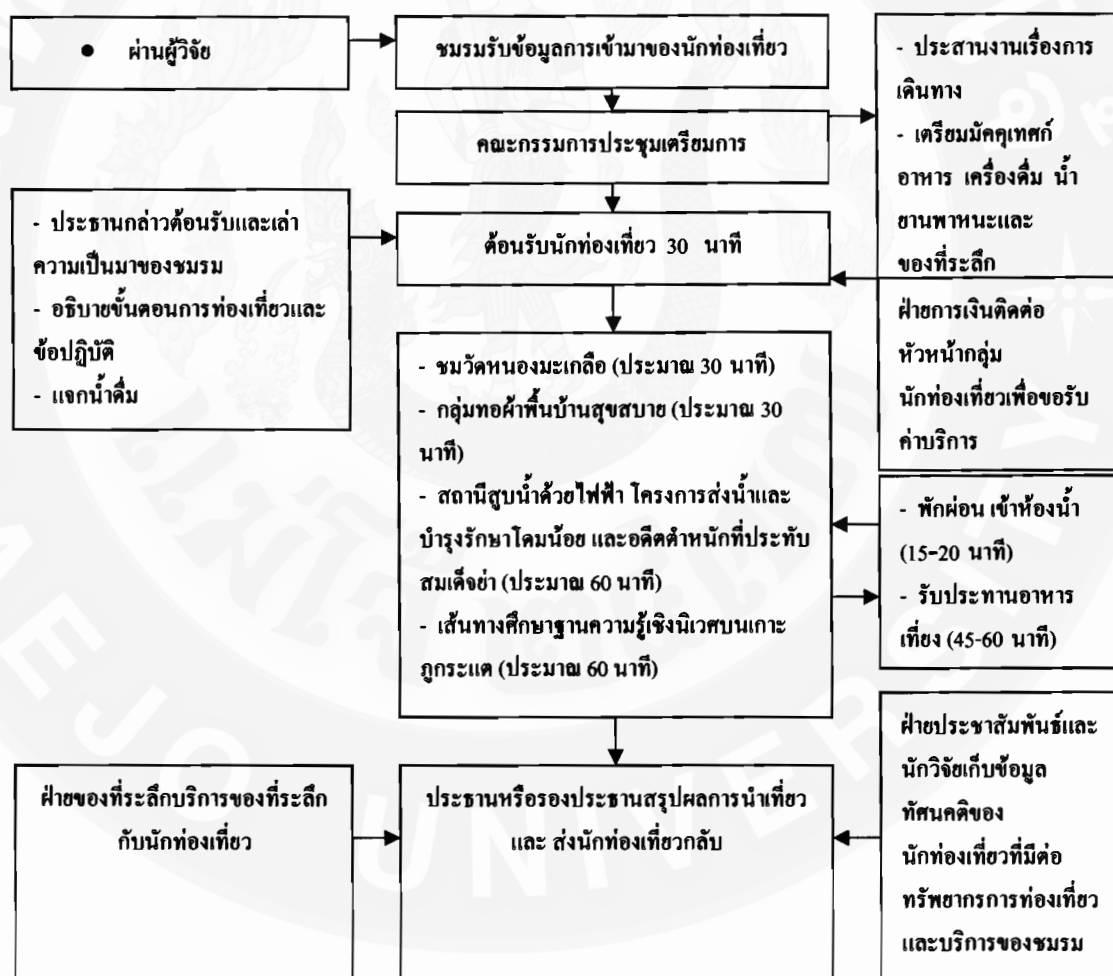 ● ผ่านผู้วิจัย
ชมรมรับข้อมูลการเข้ามาของนักท่องเที่ยว
- ประสานงานเรื่องการ
เดินทาง
- เตรียมมัคคุเทศก์
อาหาร เครื่องดื่ม น้ำ
ยานพาหนะและ
ของที่ระลึก
คณะกรรมการประชุมเตรียมการ
- ประธานกล่าวต้อนรับและเล่า
ความเป็นมาของชมรม
- อธิบายขั้นตอนการท่องเที่ยวและ
ข้อปฏิบัติ
- แจกน้ำดื่ม
ต้อนรับนักท่องเที่ยว 30 นาที
ฝ่ายการเงินติดต่อ
หัวหน้ากลุ่ม
นักท่องเที่ยวเพื่อขอรับ
ค่าบริการ
- ชมวัดหนองมะเกลือ (ประมาณ 30 นาที)
- กลุ่มทอผ้าพื้นบ้านสุขสบาย (ประมาณ 30
นาที)
- สถานีสูบน้ำด้วยไฟฟ้า โครงการส่งน้ำและ
บำรุงรักษาโดมน้อย และอดีตตำหนักที่ประทับ
สมเด็จย่า (ประมาณ 60 นาที)
- เส้นทางศึกษาฐานความรู้เชิงนิเวศบนเกาะ
ภูกระแต (ประมาณ 60 นาที)
- พักผ่อน เข้าห้องน้ำ
(15-20 นาที)
- รับประทานอาหาร
เที่ยง (45-60 นาที)
ฝ่ายของที่ระลึกบริการของที่ระลึก
กับนักท่องเที่ยว
ประธานหรือรองประธานสรุปผลการนำเที่ยว
และ ส่งนักท่องเที่ยวกลับ
ฝ่ายประชาสัมพันธ์และ
นักวิจัยเก็บข้อมูล
ทัศนคติของ
นักท่องเที่ยวที่มีต่อ
ทรัพยากรการท่องเที่ยว
และบริการของชมรม
MAEJO UNIVERSITY